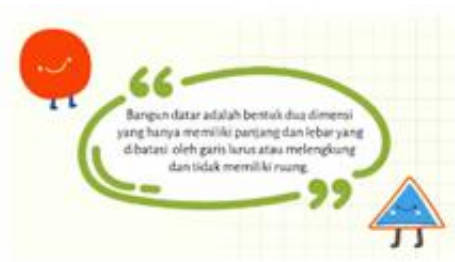 Bangun datar adalah bentuk dua dimensi
yang hanya memiliki panjang dan lebar yang
dibatasi oleh garis lurus atau melengkung
dan tidak memiliki ruang.